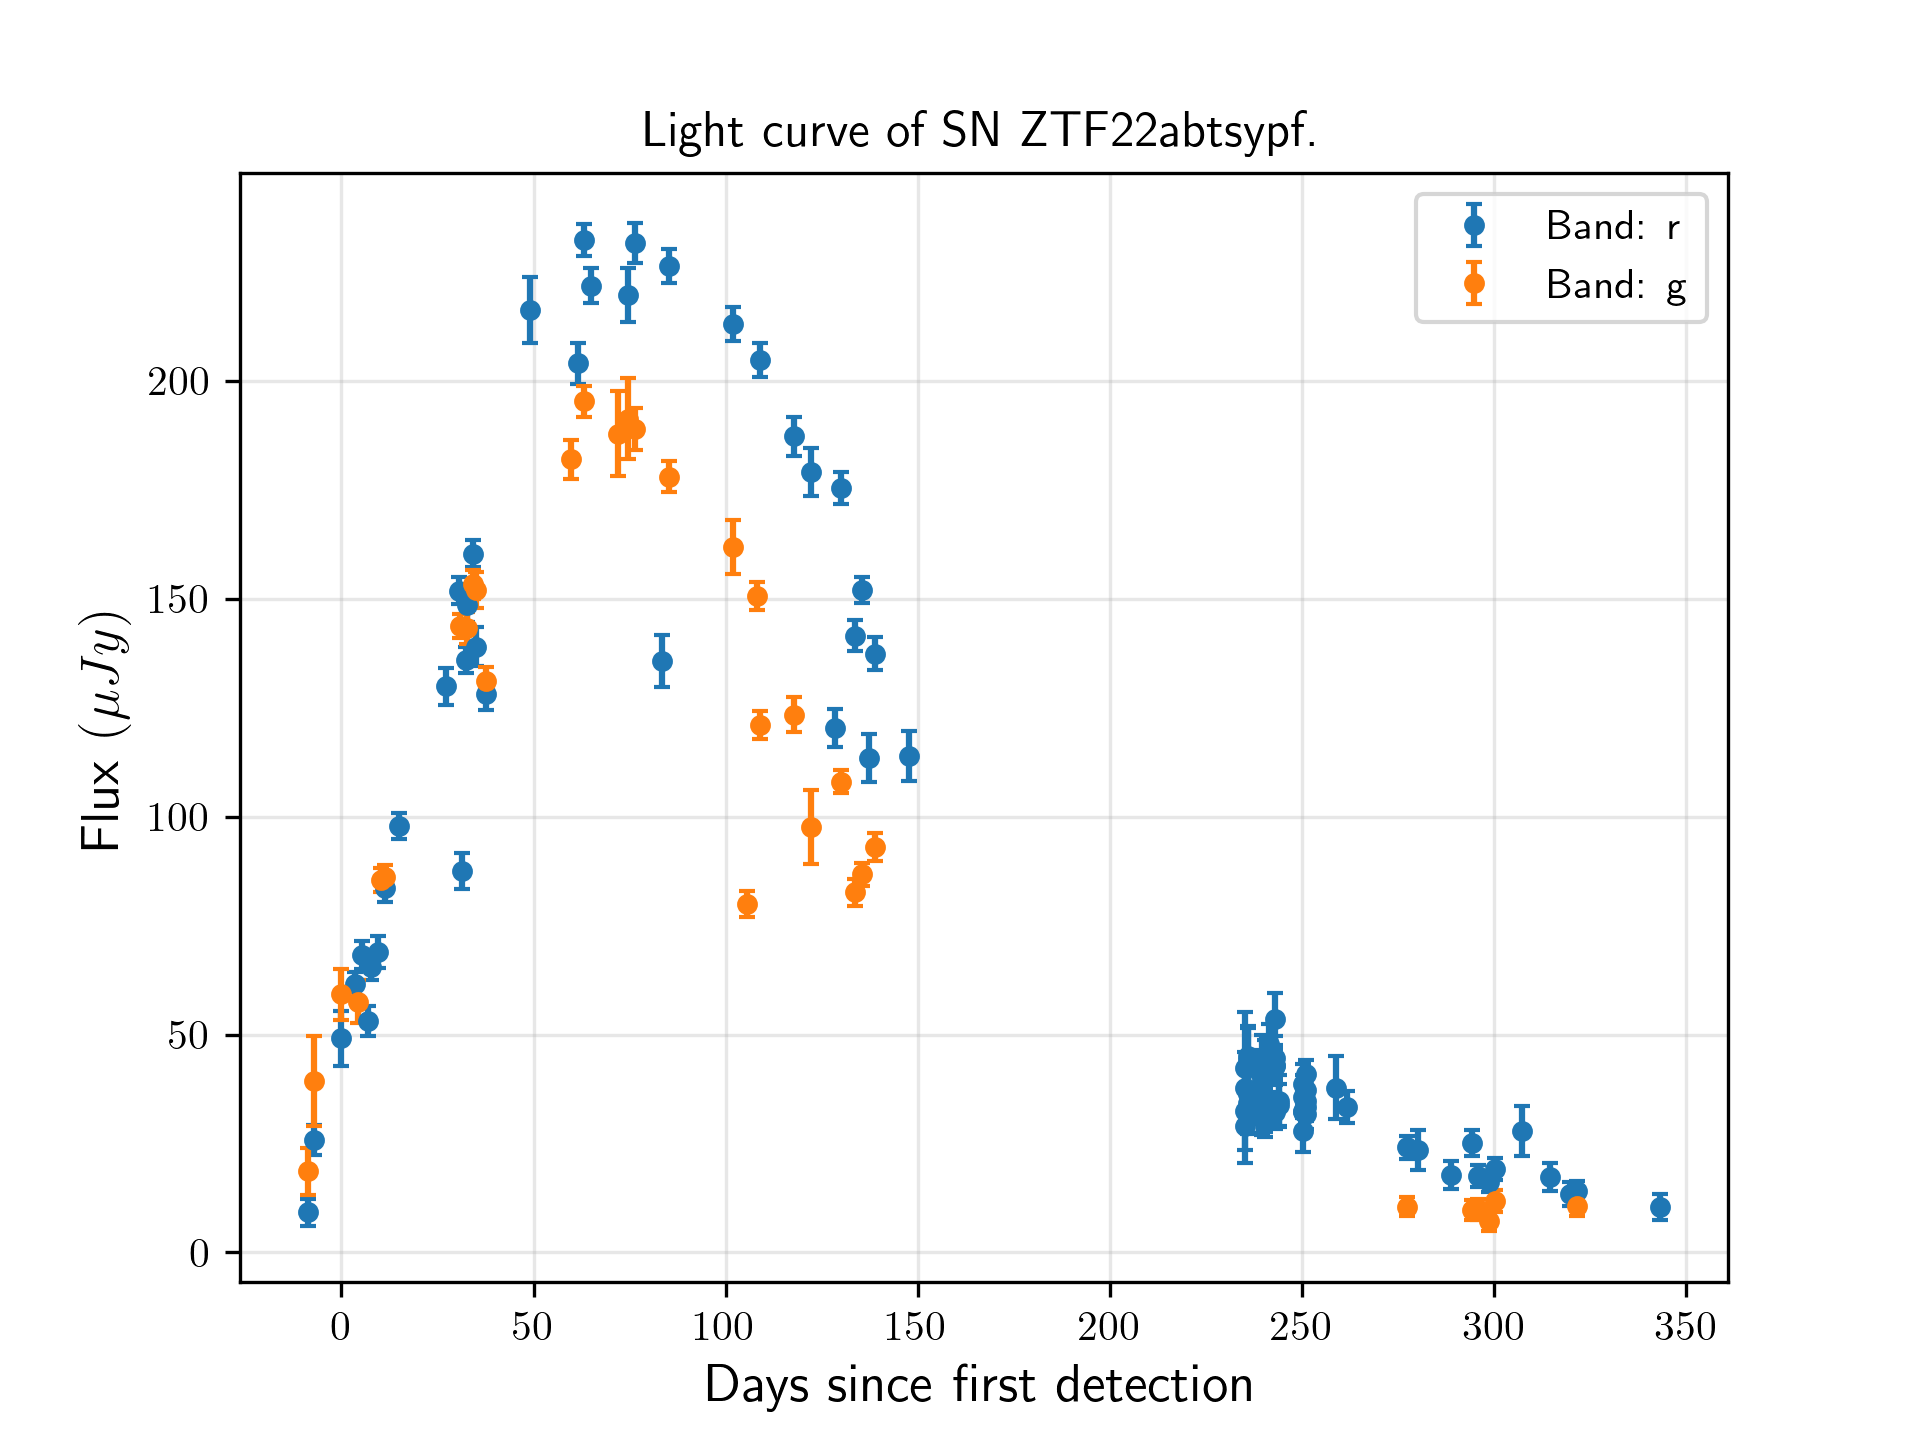 Light curve of SN ZTF22abtsypf.
Band: r
Band: g
Flux (μJy)
200
150
100
50
0
0 50 100 150 200 250 300 350
Days since first detection